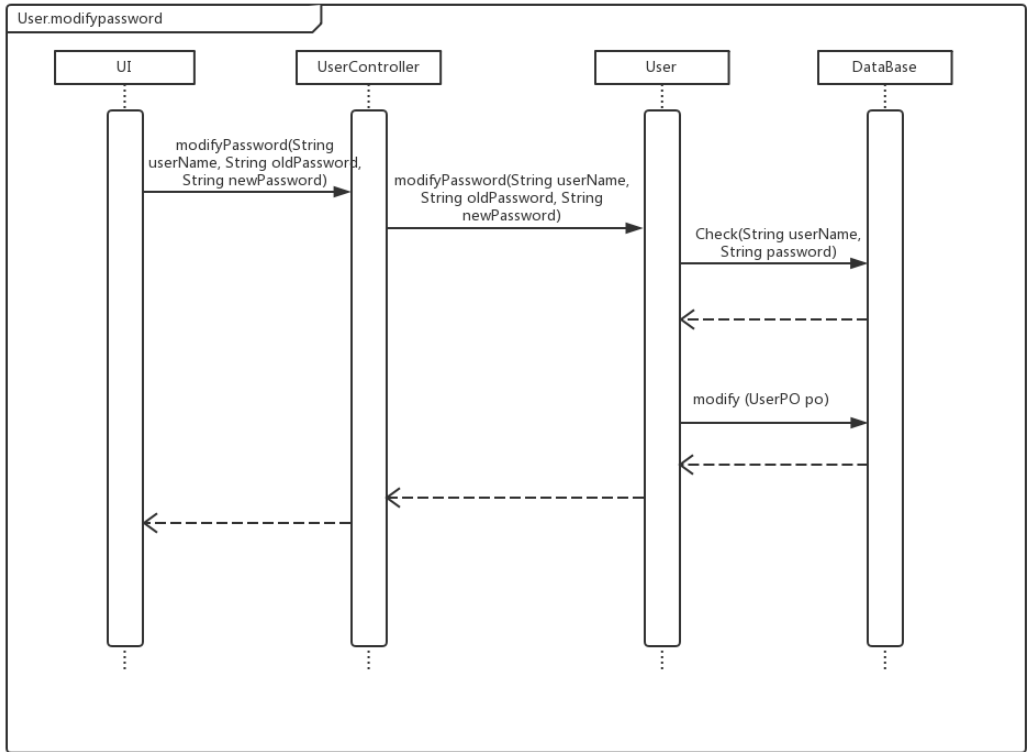 User.modifypassword
UI
UserController
User
DataBase
modifyPassword(String
userName, String oldPassword,
String newPassword)
modifyPassword(String userName,
String oldPassword, String
newPassword)
Check(String userName,
String password)
modify (UserPO po)